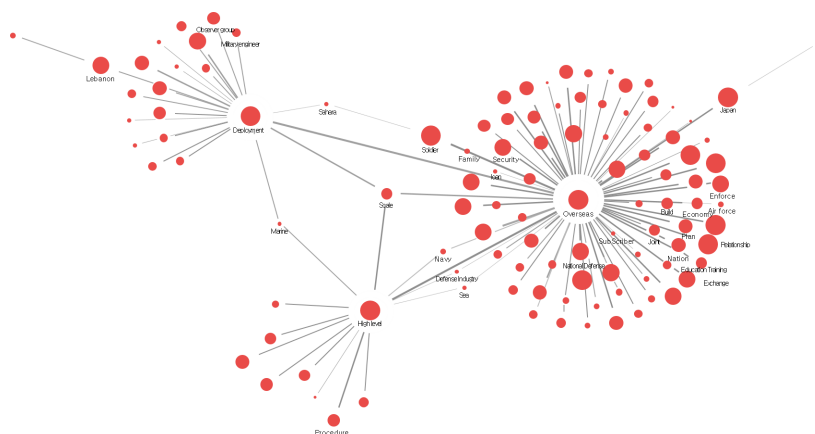 Observer group
Military engineer
Lebanon
Japan
Sahara
Deployment
Soldier
Family
Security
Enforce
State
Build
Economy
Air force
Overseas
Marine
Plan
Sub Scriber
Joint
Relationship
Navy
Nation
National Defense
Education Training
Defense Industry
Exchange
Sea
High level
Procedure